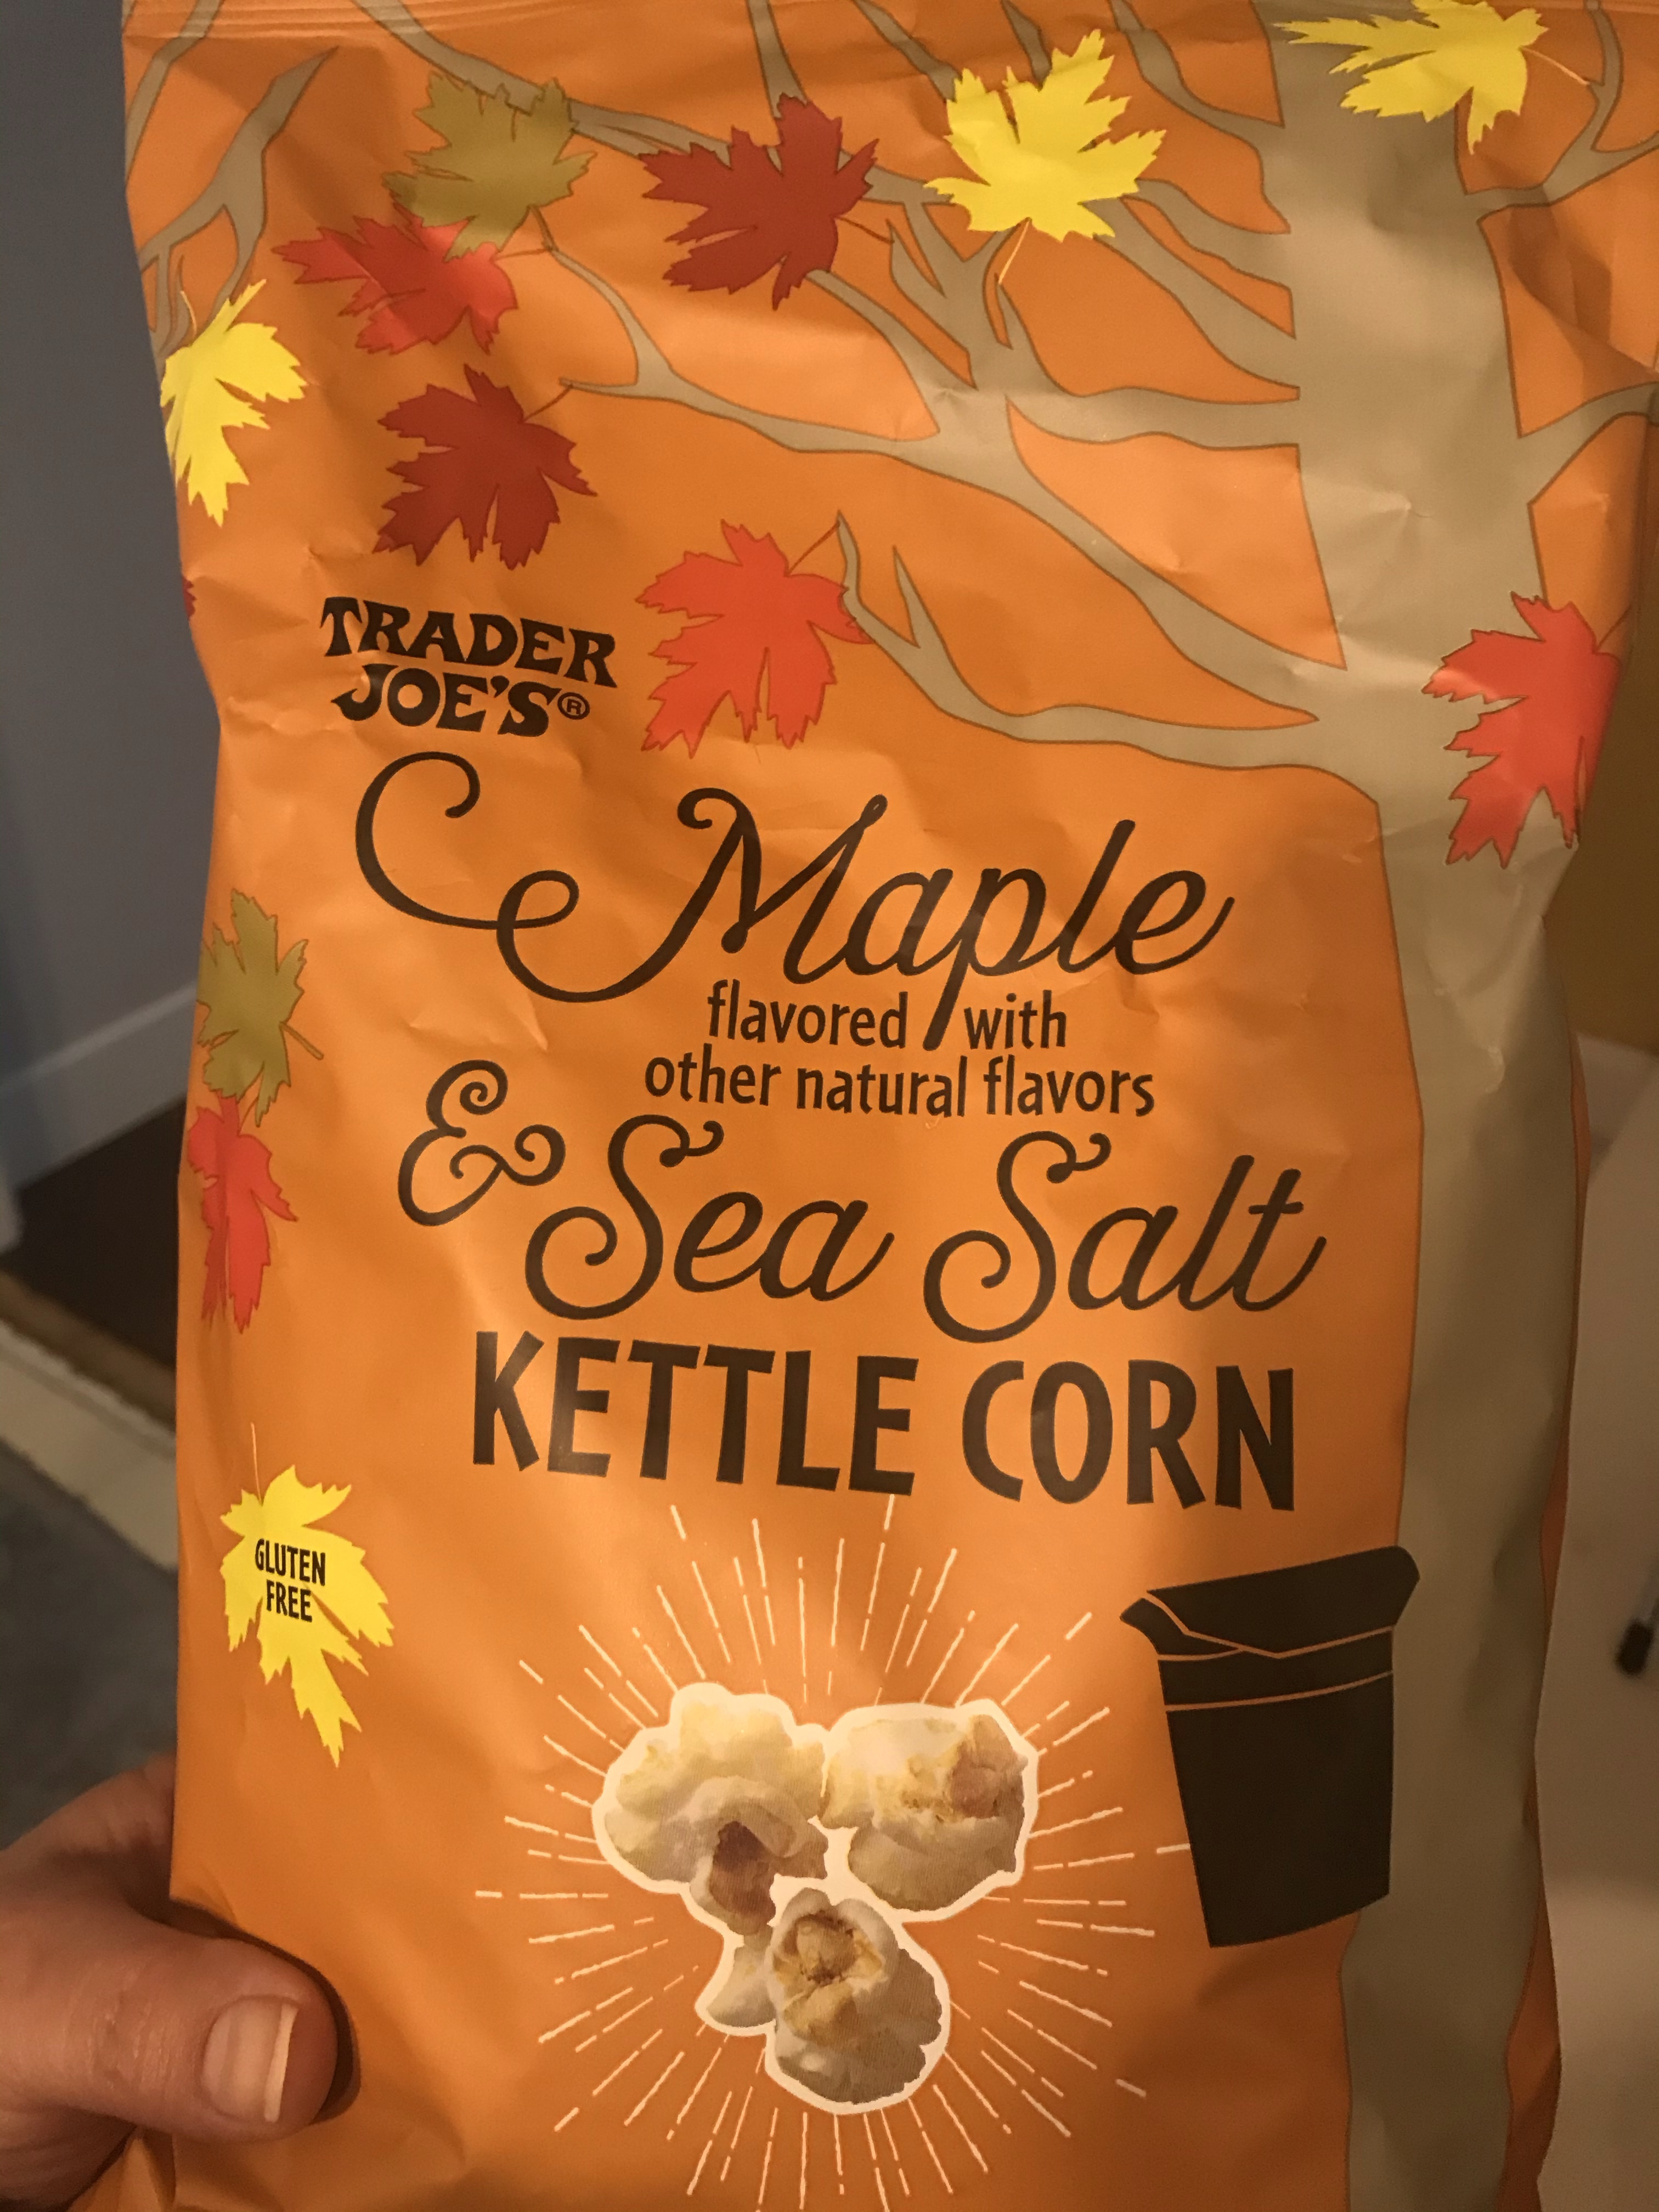 TRADER
JOE'S®
Maple
flavored with
other natural flavors
& Sea Salt
KETTLE CORN
GLUTEN
FREE